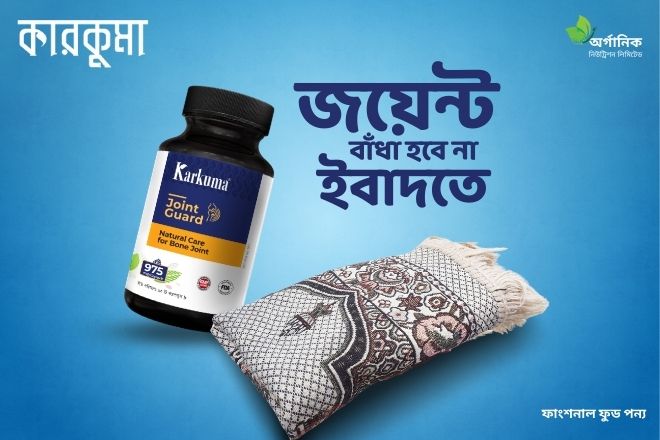 কারকুমা
অর্গানিক
নিউট্রিশন লিমিটেড
জয়েন্ট
বাঁধা হবে না
ইবাদতে
Karkuma
Joint
Guard
Natural Care
for Bone Joint
975
ফাংশনাল ফুড পন্য